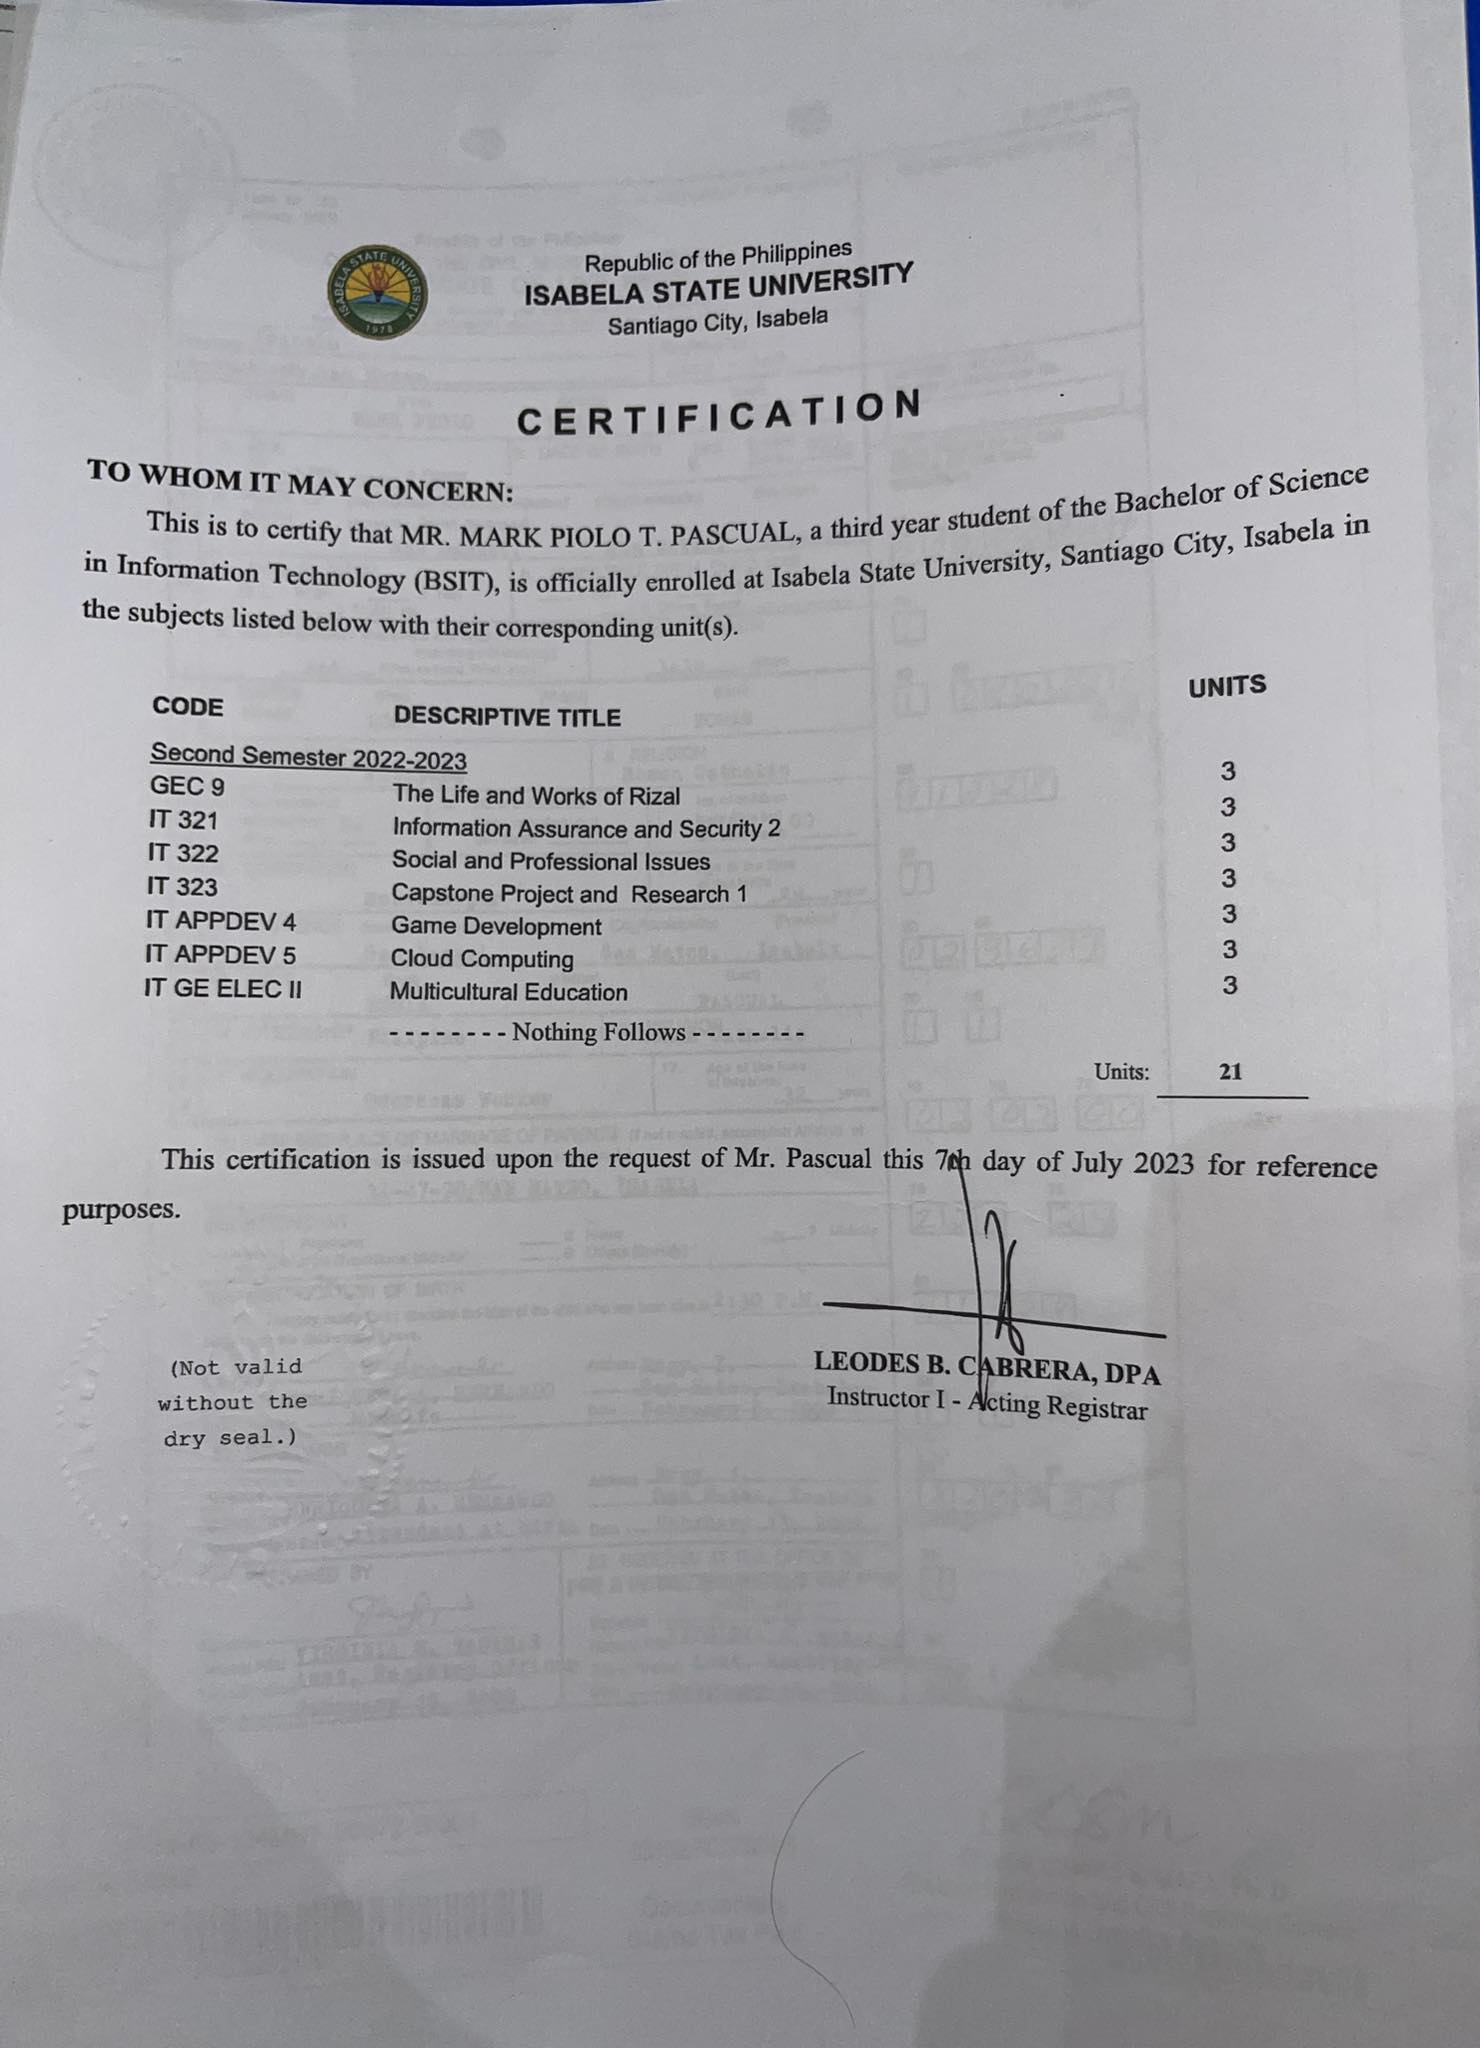 ISABELA STATE UNIVERSITY
1978
Republic of the Philippines
ISABELA STATE UNIVERSITY
Santiago City, Isabela
CERTIFICATION
TO WHOM IT MAY CONCERN:
This is to certify that MR. MARK PIOLO T. PASCUAL, a third year student of the Bachelor of Science
in Information Technology (BSIT), is officially enrolled at Isabela State University, Santiago City, Isabela in
the subjects listed below with their corresponding unit(s).
CODE DESCRIPTIVE TITLE UNITS
Second Semester 2022-2023
GEC 9 The Life and Works of Rizal 3
IT 321 Information Assurance and Security 2 3
IT 322 Social and Professional Issues 3
IT 323 Capstone Project and Research 1 3
IT APPDEV 4 Game Development 3
IT APPDEV 5 Cloud Computing 3
IT GE ELEC II Multicultural Education 3
- - - - - - - - Nothing Follows - - - - - - - -
Units: 21
This certification is issued upon the request of Mr. Pascual this 7th day of July 2023 for reference
purposes.
LEODES B. CABRERA, DPA
Instructor I - Acting Registrar
(Not valid
without the
dry seal.)